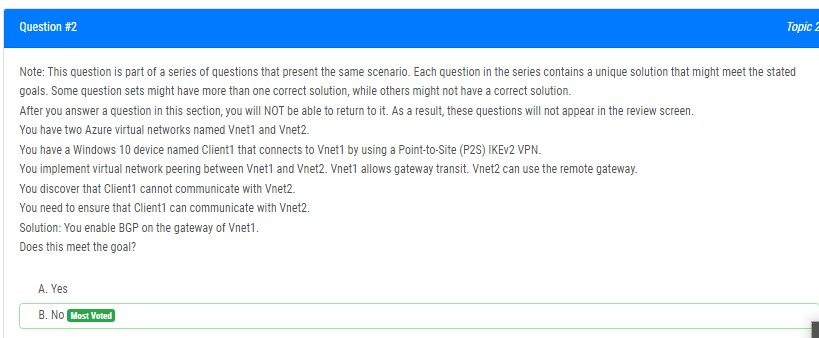 Question #2 Topic 2
Note: This question is part of a series of questions that present the same scenario. Each question in the series contains a unique solution that might meet the stated
goals. Some question sets might have more than one correct solution, while others might not have a correct solution.
After you answer a question in this section, you will NOT be able to return to it. As a result, these questions will not appear in the review screen.
You have two Azure virtual networks named Vnet1 and Vnet2.
You have a Windows 10 device named Client1 that connects to Vnet1 by using a Point-to-Site (P2S) IKEv2 VPN.
You implement virtual network peering between Vnet1 and Vnet2. Vnet1 allows gateway transit. Vnet2 can use the remote gateway.
You discover that Client1 cannot communicate with Vnet2.
You need to ensure that Client1 can communicate with Vnet2.
Solution: You enable BGP on the gateway of Vnet1.
Does this meet the goal?
A. Yes
B. No Most Voted